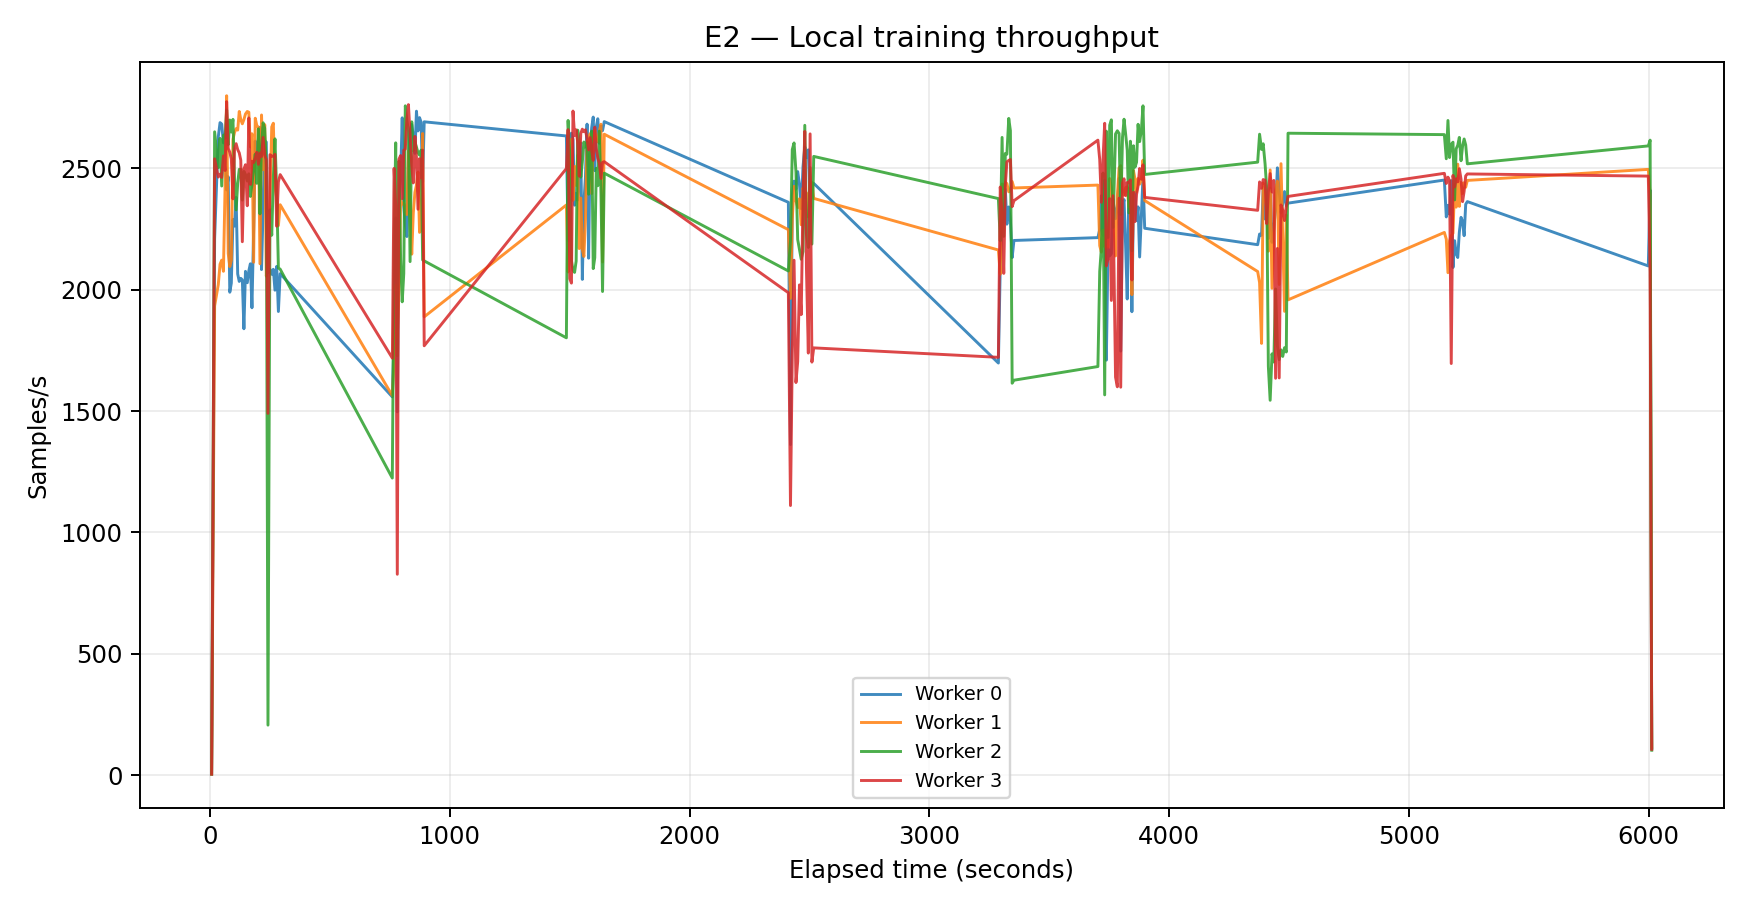 E2 — Local training throughput
Samples/s
2500
2000
1500
1000
500
0
Worker 0
Worker 1
Worker 2
Worker 3
0 1000 2000 3000 4000 5000 6000
Elapsed time (seconds)